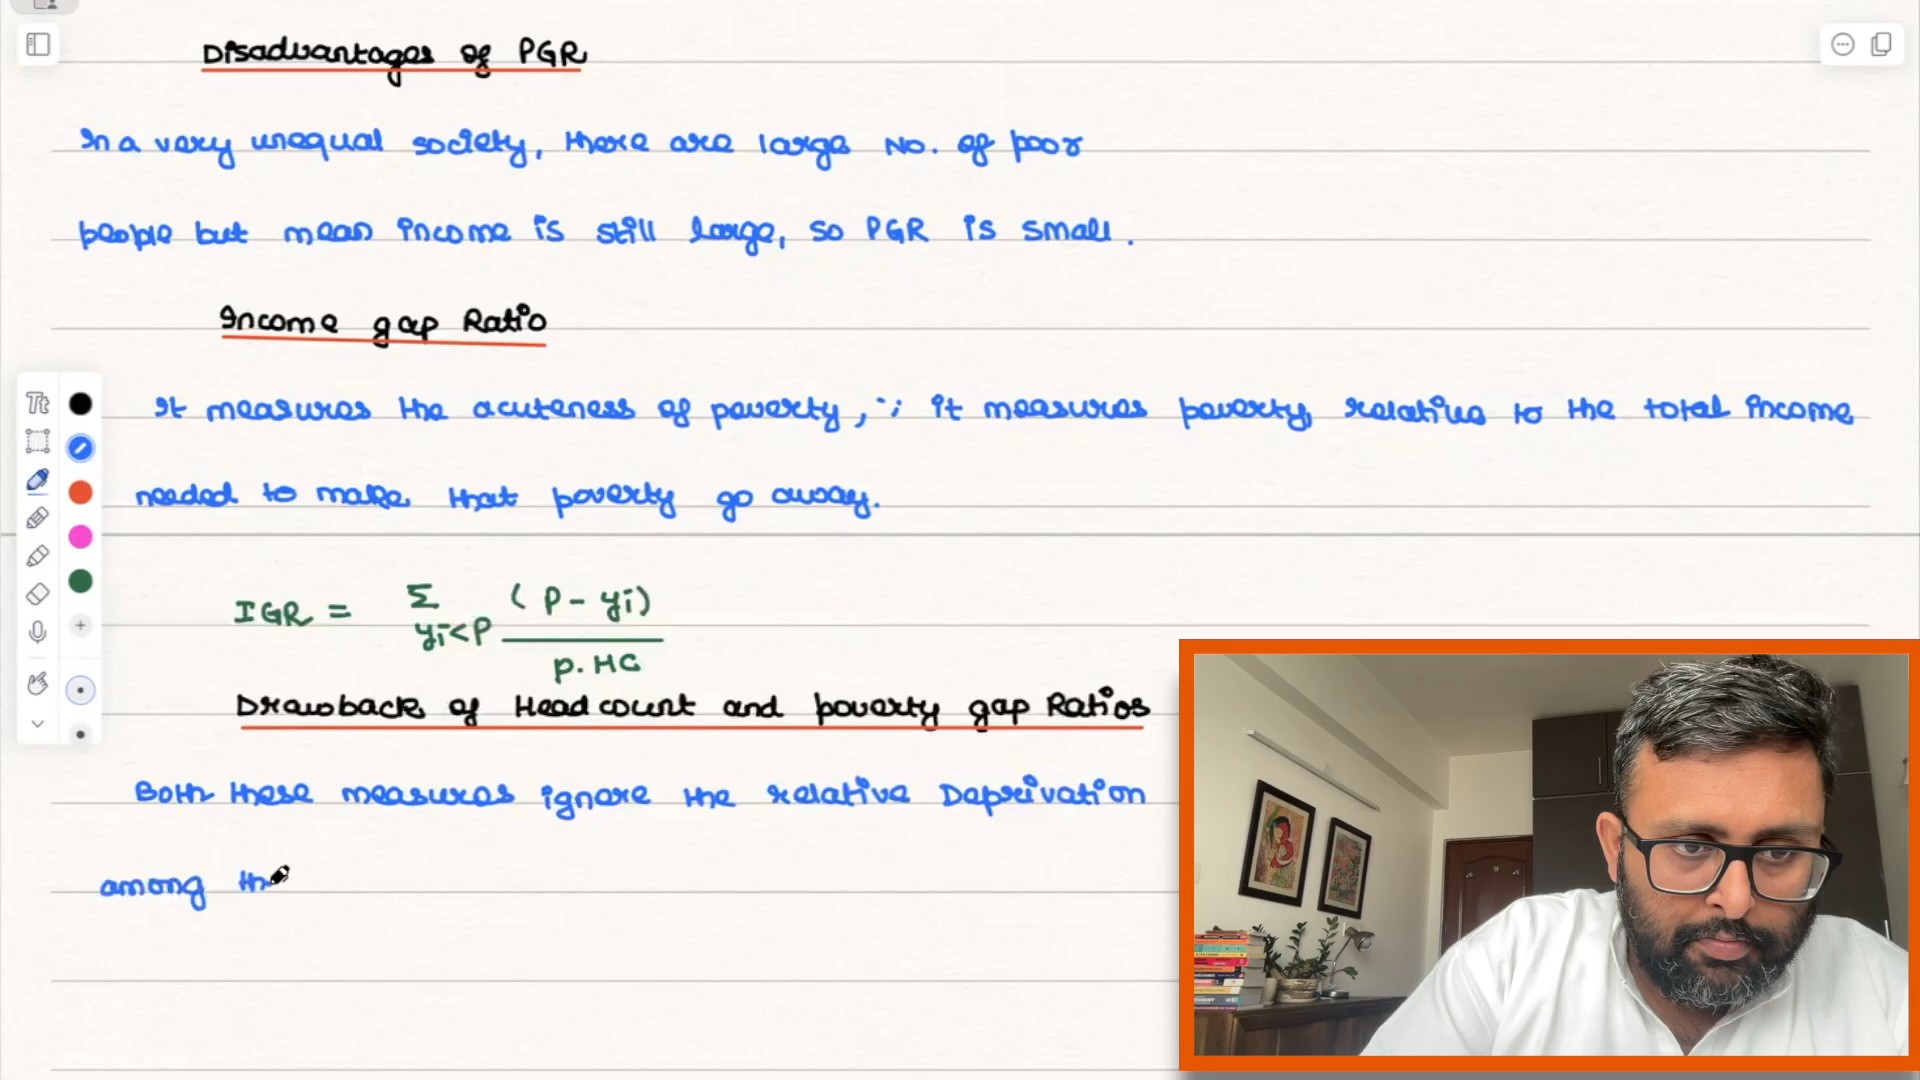 Disadvantages of PGR
In a very unequal society, there are large No. of poor
people but mean income is still large, so PGR is small.
Income gap Ratio
It measures the acuteness of poverty, ∵ it measures poverty relative to the total income
needed to make that poverty go away.
IGR = Σ yi<P (P - yi) / p. HC
Drawback of Head count and poverty gap Ratios
Both these measures ignore the relative Deprivation
among th
Tt